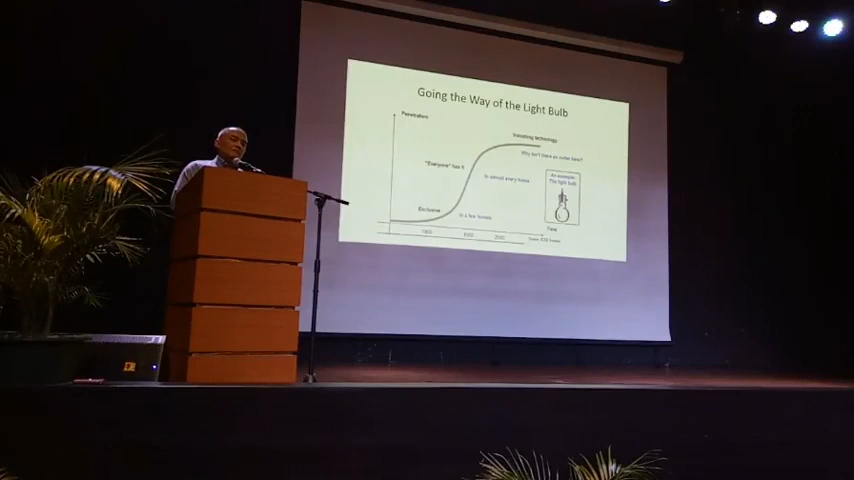 Going the Way of the Light Bulb
Penetration
Vanishing technology
Why isn't there an outlet here?
"Everyone" has it
In almost every home
An example:
The light bulb
Exclusive
In a few homes
1900
1950
2000
Time